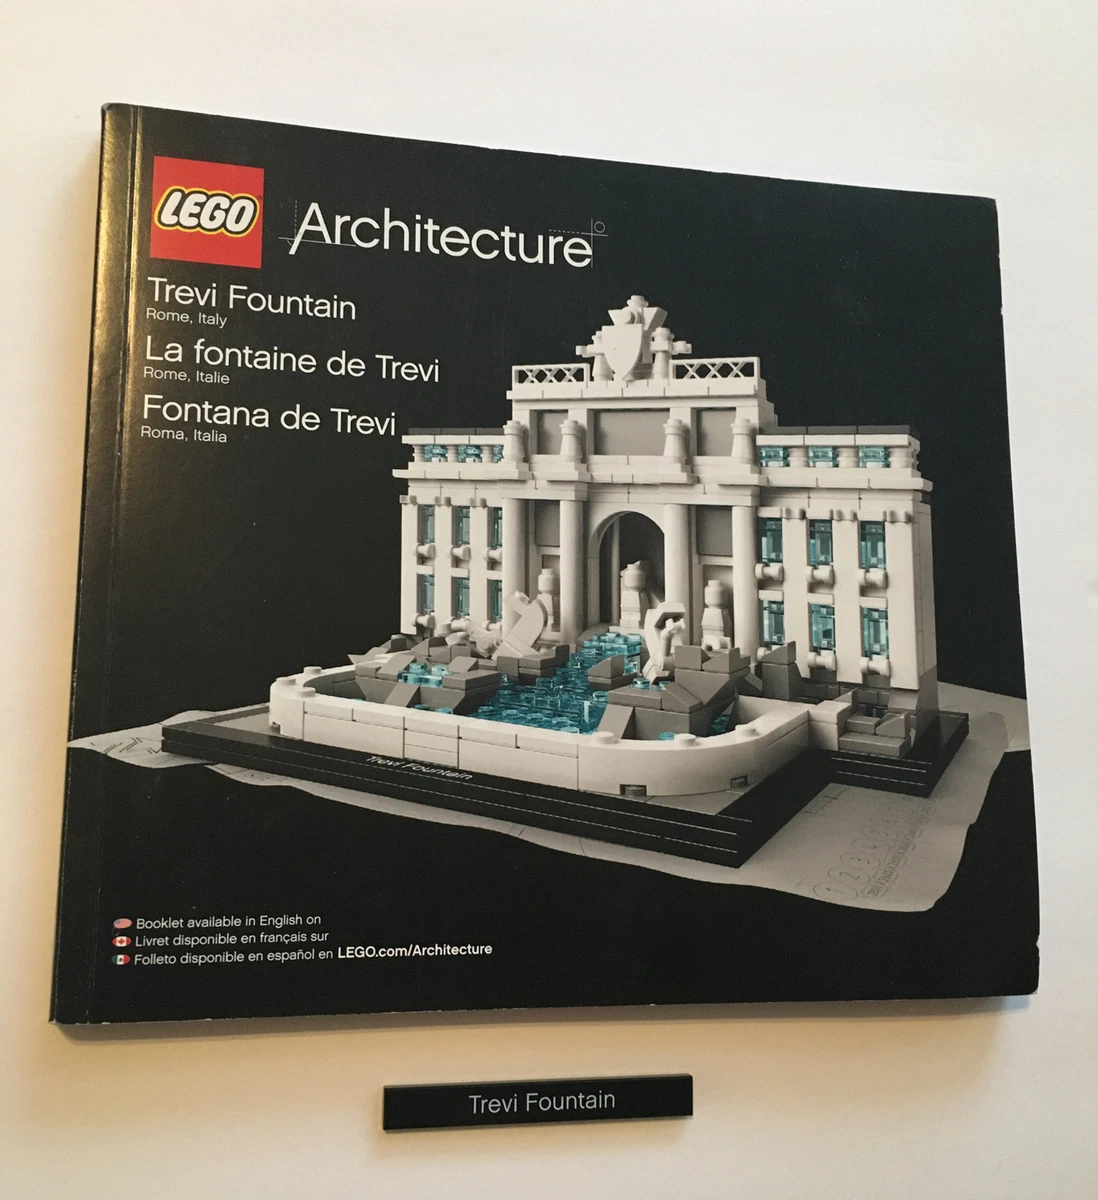 LEGO
Architecture
Trevi Fountain
Rome, Italy
La fontaine de Trevi
Rome, Italie
Fontana de Trevi
Roma, Italia
Trevi Fountain
Booklet available in English on
Livret disponible en français sur
Folleto disponible en español en LEGO.com/Architecture
Trevi Fountain